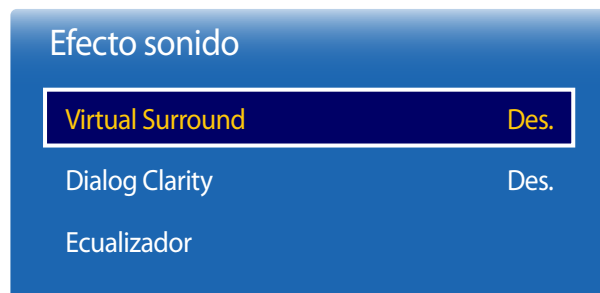 Efecto sonido
Virtual Surround Des.
Dialog Clarity Des.
Ecualizador